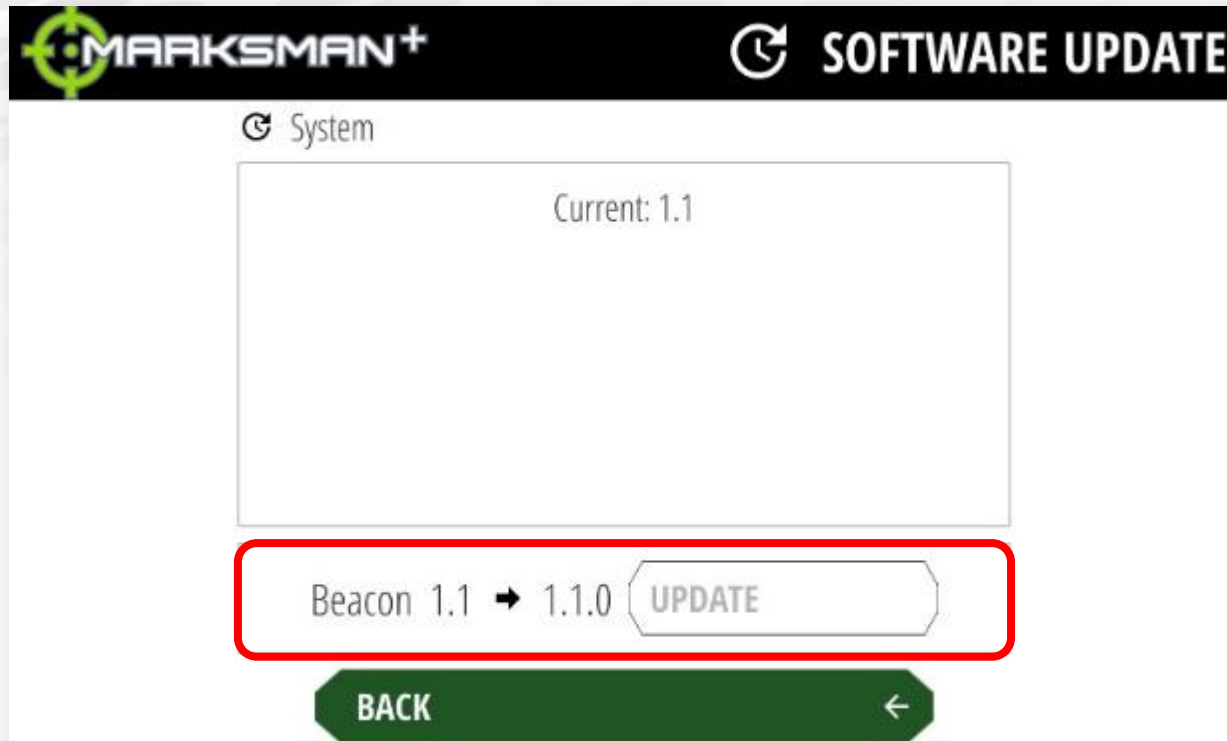 MARKSMAN+ SOFTWARE UPDATE
System
Current: 1.1
Beacon 1.1 → 1.1.0 UPDATE
BACK ←